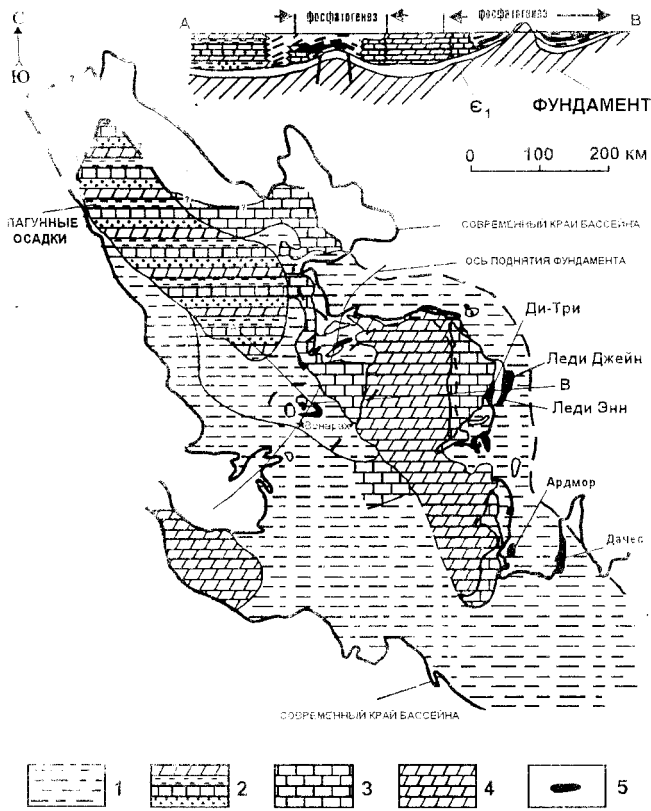 С
Ю
А
фосфатогенез
фосфатогенез
В
Є₁
ФУНДАМЕНТ
0 100 200 км
ЛАГУННЫЕ
ОСАДКИ
СОВРЕМЕННЫЙ КРАЙ БАССЕЙНА
ОСЬ ПОДНЯТИЯ ФУНДАМЕНТА
Ди-Три
Леди Джейн
В
Леди Энн
Ардмор
Дачес
СОВРЕМЕННЫЙ КРАЙ БАССЕЙНА
1 2 3 4 5